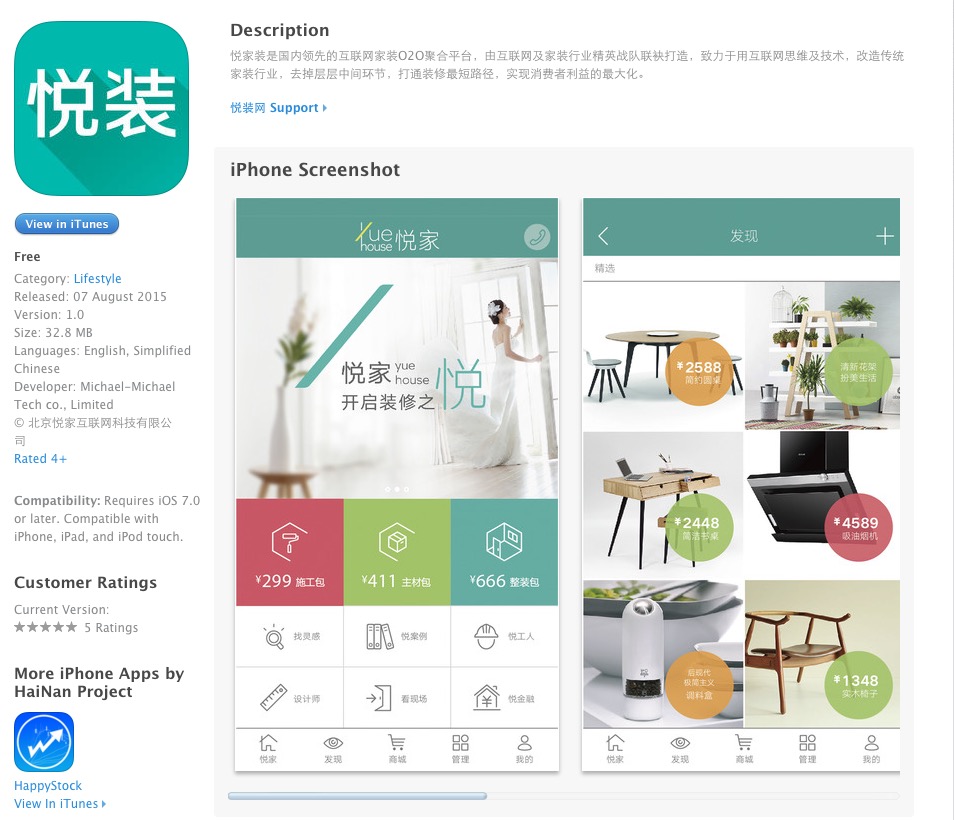 悦装
View in iTunes
Free
Category: Lifestyle
Released: 07 August 2015
Version: 1.0
Size: 32.8 MB
Languages: English, Simplified
Chinese
Developer: Michael-Michael
Tech co., Limited
© 北京悦家互联网科技有限公
司
Rated 4+
Compatibility: Requires iOS 7.0
or later. Compatible with
iPhone, iPad, and iPod touch.
Customer Ratings
Current Version:
★★★★★ 5 Ratings
More iPhone Apps by
HaiNan Project
HappyStock
View In iTunes
Description
悦家装是国内领先的互联网家装O2O聚合平台，由互联网及家装行业精英战队联袂打造，致力于用互联网思维及技术，改造传统
家装行业，去掉层层中间环节，打通装修最短路径，实现消费者利益的最大化。
悦装网 Support
iPhone Screenshot
Yue
house 悦家
悦家 yue
house
开启装修之 悦
¥299 施工包
¥411 主材包
¥666 整装包
找灵感
悦案例
悦工人
设计师
看现场
悦金融
悦家
发现
商城
管理
我的
发现
精选
¥2588
简约圆桌
清新花架
扮美生活
¥2448
简洁书桌
¥4589
吸油烟机
后现代
极简主义
调料盒
¥1348
实木椅子
悦家
发现
商城
管理
我的